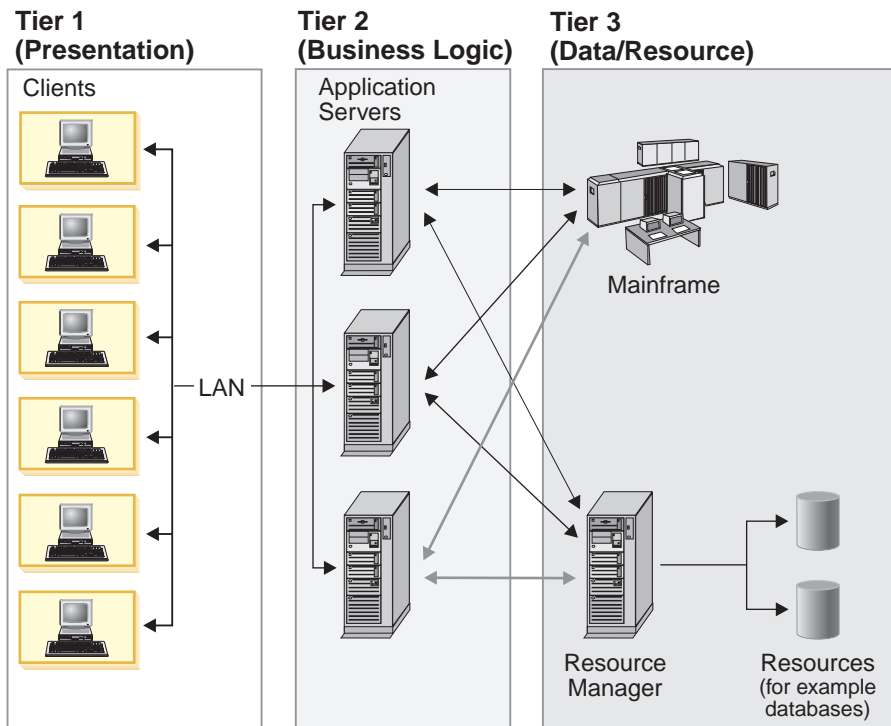 Tier 1
(Presentation)
Tier 2
(Business Logic)
Tier 3
(Data/Resource)
Clients
Application
Servers
Mainframe
LAN
Resource
Manager
Resources
(for example
databases)